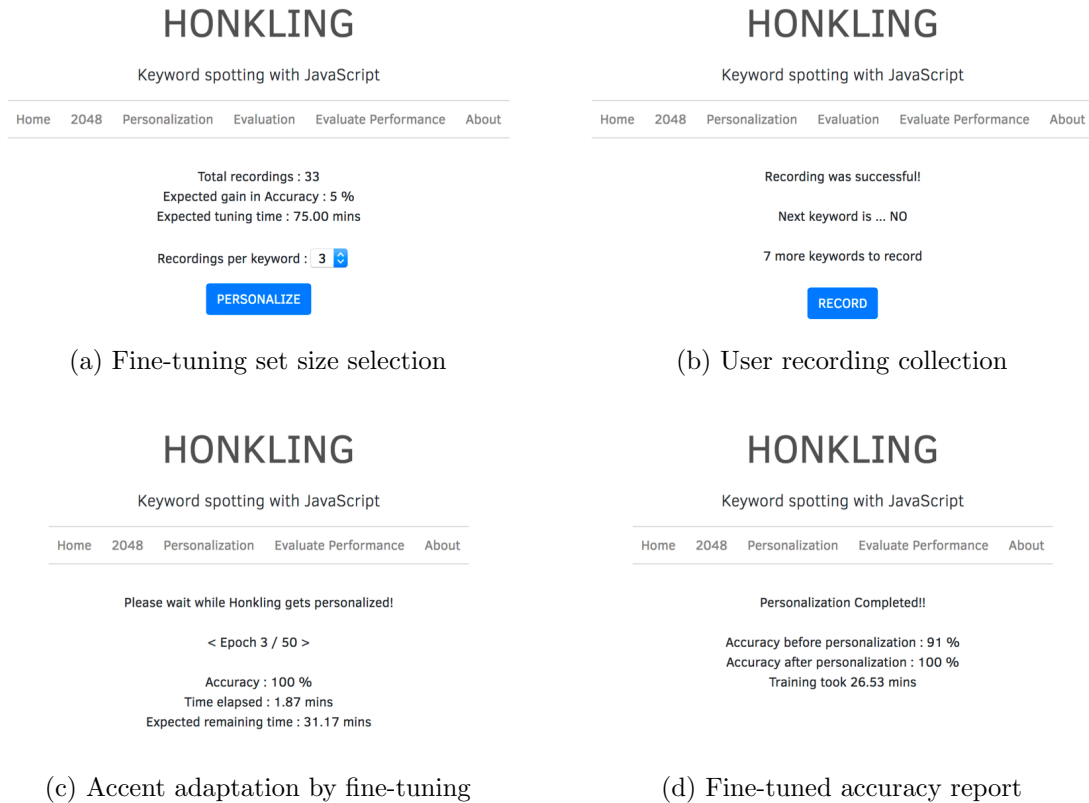 HONKLING
Keyword spotting with JavaScript
Home 2048 Personalization Evaluation Evaluate Performance About
Total recordings : 33
Expected gain in Accuracy : 5 %
Expected tuning time : 75.00 mins
Recordings per keyword : 3
PERSONALIZE
(a) Fine-tuning set size selection
HONKLING
Keyword spotting with JavaScript
Home 2048 Personalization Evaluation Evaluate Performance About
Recording was successful!
Next keyword is ... NO
7 more keywords to record
RECORD
(b) User recording collection
HONKLING
Keyword spotting with JavaScript
Home 2048 Personalization Evaluate Performance About
Please wait while Honkling gets personalized!
< Epoch 3 / 50 >
Accuracy : 100 %
Time elapsed : 1.87 mins
Expected remaining time : 31.17 mins
(c) Accent adaptation by fine-tuning
HONKLING
Keyword spotting with JavaScript
Home 2048 Personalization Evaluate Performance About
Personalization Completed!!
Accuracy before personalization : 91 %
Accuracy after personalization : 100 %
Training took 26.53 mins
(d) Fine-tuned accuracy report